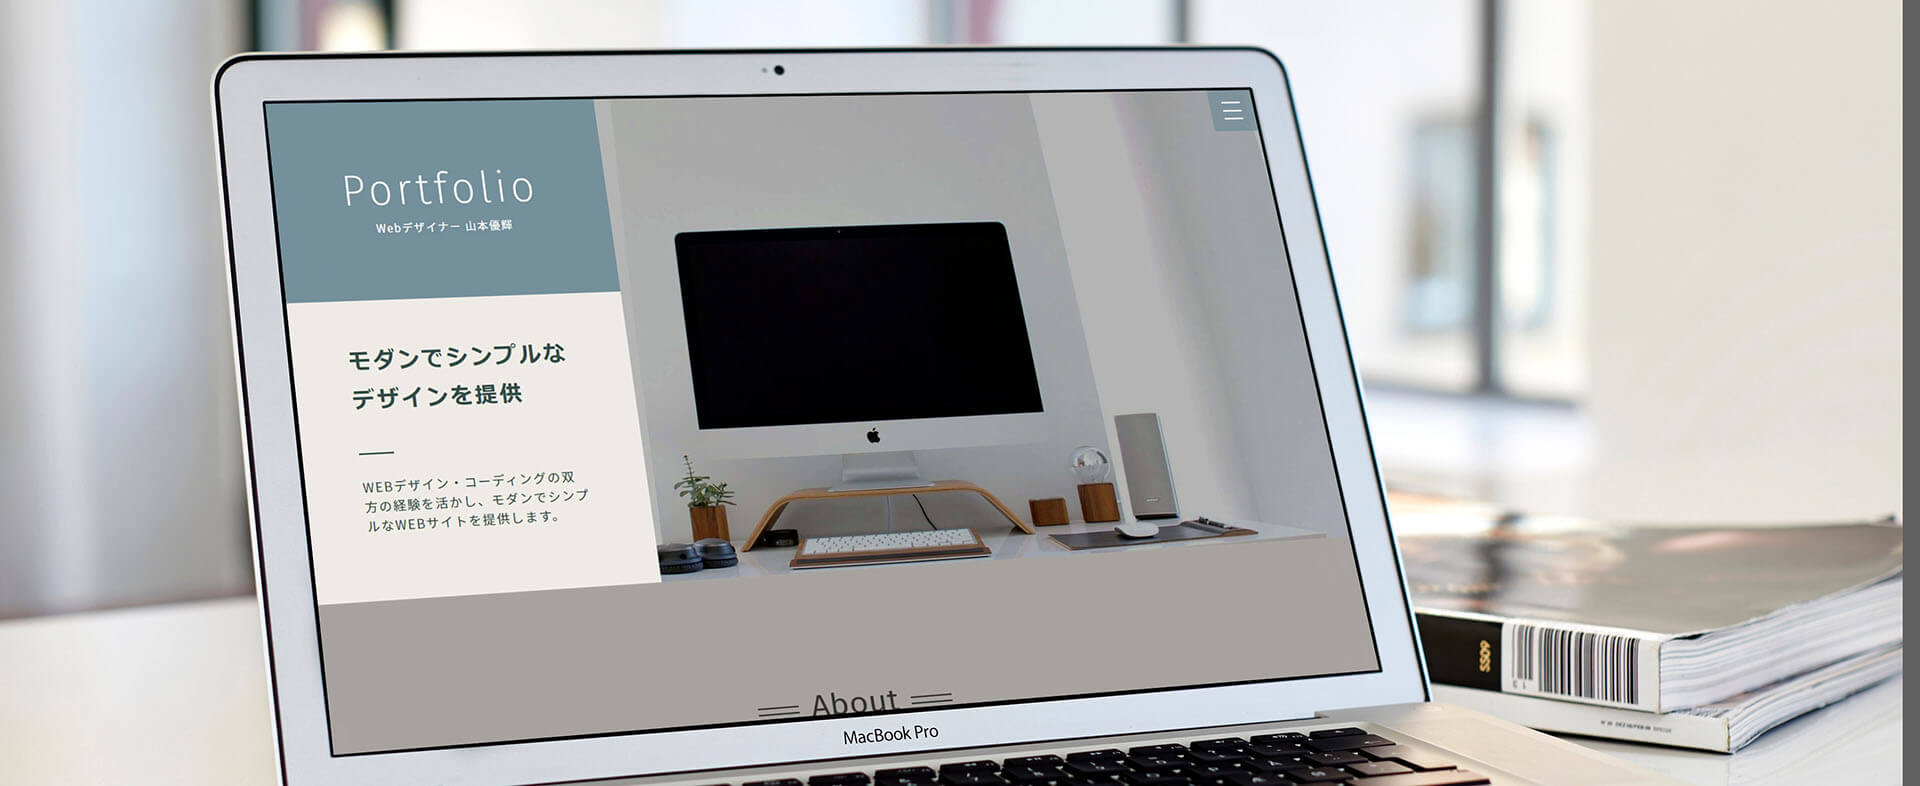 Portfolio
Webデザイナー 山本優輝
モダンでシンプルな
デザインを提供
WEBデザイン・コーディングの双
方の経験を活かし、モダンでシンプ
ルなWEBサイトを提供します。
About
MacBook Pro
SS09